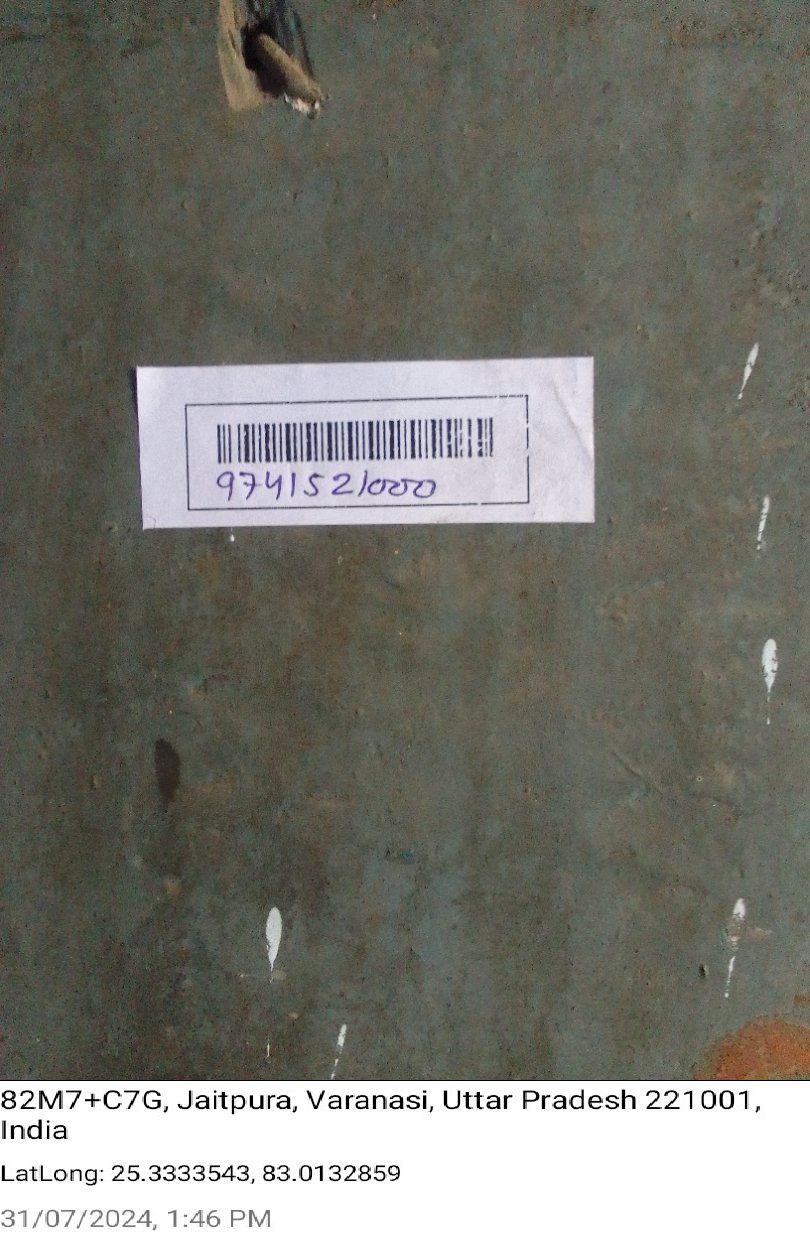 9741521000
82M7+C7G, Jaitpura, Varanasi, Uttar Pradesh 221001,
India
LatLong: 25.3333543, 83.0132859
31/07/2024, 1:46 PM